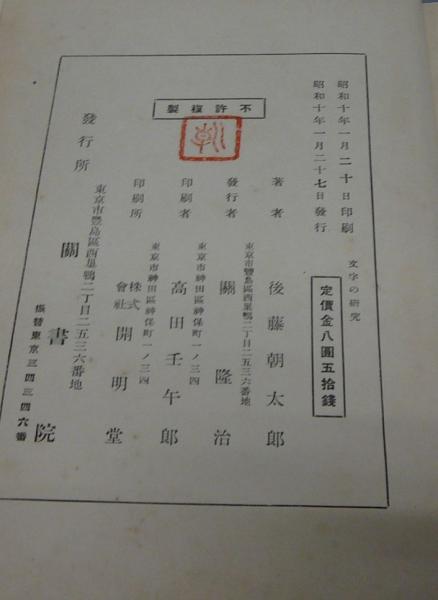 昭和十年一月二十日印刷
昭和十年一月二十七日發行
文字の研究
定價金八圓五拾錢
不許複製
著者 後藤朝太郎
東京市豐島區西巢鴨二丁目二五三六番地
發行者 關隆治
東京市神田區神保町一ノ三四
印刷者 高田壬午郎
東京市神田區神保町一ノ三四
印刷所 株式會社 開明堂
東京市豐島區西巢鴨二丁目二五三六番地
發行所 關書院
振替東京三四三四六番